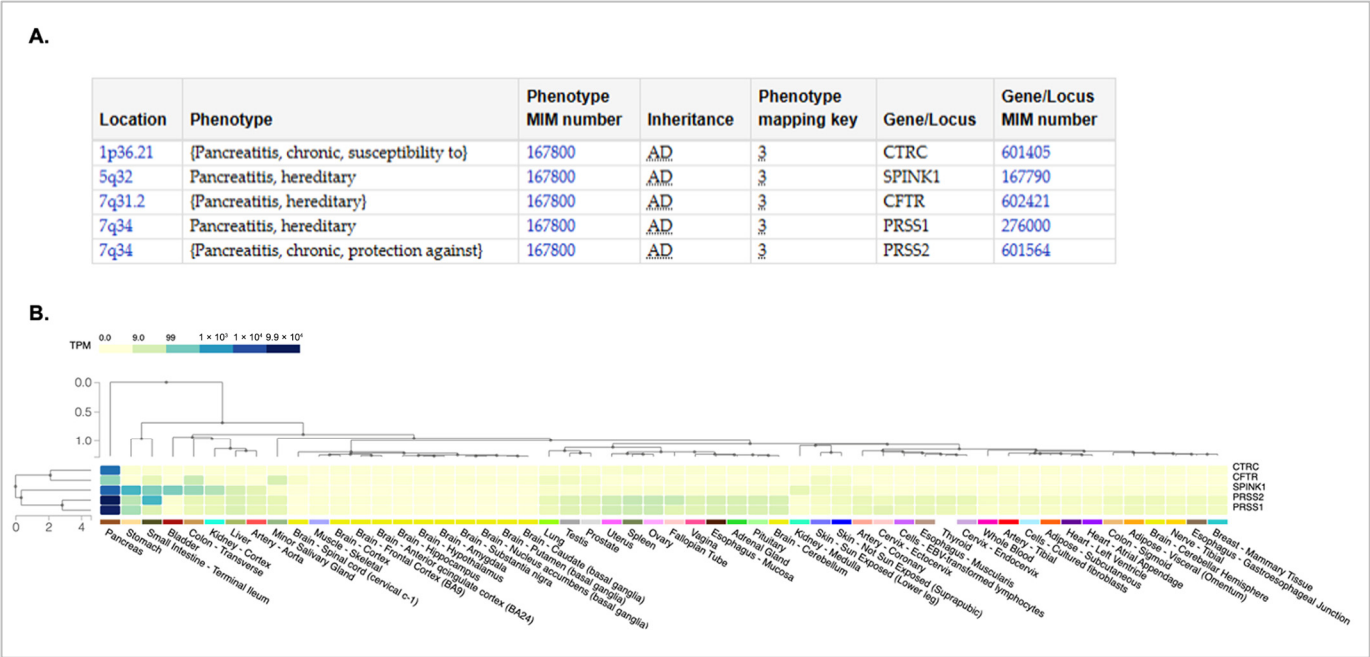 A.
Location Phenotype Phenotype MIM number Inheritance Phenotype mapping key Gene/Locus Gene/Locus MIM number
1p36.21 {Pancreatitis, chronic, susceptibility to} 167800 AD 3 CTRC 601405
5q32 Pancreatitis, hereditary 167800 AD 3 SPINK1 167790
7q31.2 {Pancreatitis, hereditary} 167800 AD 3 CFTR 602421
7q34 Pancreatitis, hereditary 167800 AD 3 PRSS1 276000
7q34 {Pancreatitis, chronic, protection against} 167800 AD 3 PRSS2 601564
B.
TPM 0.0 9.0 99 1 × 10³ 1 × 10⁴ 9.9 × 10⁴
0.0
0.5
1.0
CTRC
CFTR
SPINK1
PRSS2
PRSS1
0 2 4
Pancreas
Stomach
Small Intestine - Terminal Ileum
Bladder
Colon - Transverse
Kidney - Cortex
Liver
Artery - Aorta
Minor Salivary Gland
Brain - Spinal cord (cervical c-1)
Muscle - Skeletal
Brain - Cortex
Brain - Frontal Cortex (BA9)
Brain - Anterior cingulate cortex (BA24)
Brain - Hippocampus
Brain - Hypothalamus
Brain - Amygdala
Brain - Substantia nigra
Brain - Nucleus accumbens (basal ganglia)
Brain - Putamen (basal ganglia)
Brain - Caudate (basal ganglia)
Lung
Testis
Prostate
Uterus
Spleen
Ovary
Fallopian Tube
Vagina
Esophagus - Mucosa
Adrenal Gland
Pituitary
Brain - Cerebellum
Kidney - Medulla
Skin - Sun Exposed (Lower leg)
Skin - Not Sun Exposed (Suprapubic)
Artery - Coronary
Cervix - Ectocervix
Cells - EBV-transformed lymphocytes
Esophagus - Muscularis
Thyroid
Cervix - Endocervix
Whole Blood
Artery - Tibial
Cells - Cultured fibroblasts
Adipose - Subcutaneous
Heart - Left Ventricle
Heart - Atrial Appendage
Colon - Sigmoid
Adipose - Visceral (Omentum)
Brain - Cerebellar Hemisphere
Nerve - Tibial
Esophagus - Gastroesophageal Junction
Breast - Mammary Tissue